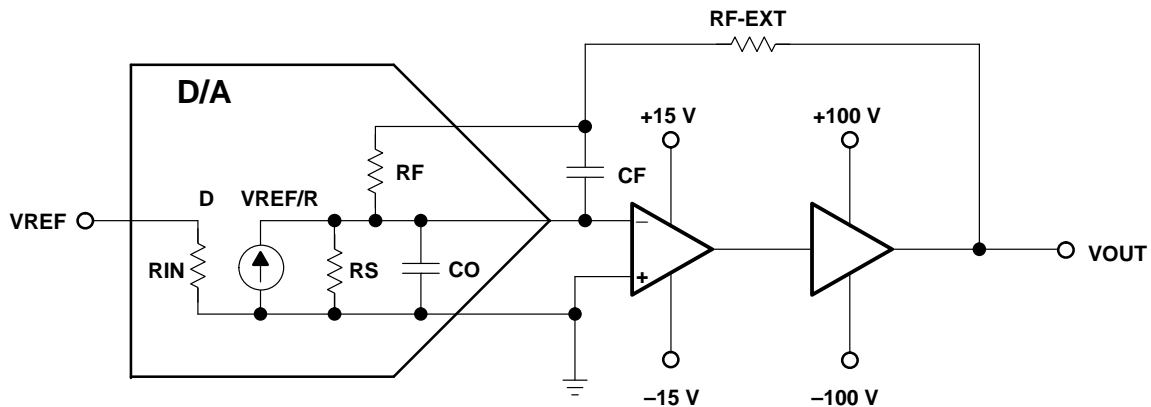 RF-EXT
D/A
+15 V
+100 V
RF
CF
D
VREF/R
VREF
−
RIN
RS
CO
+
VOUT
–15 V
–100 V